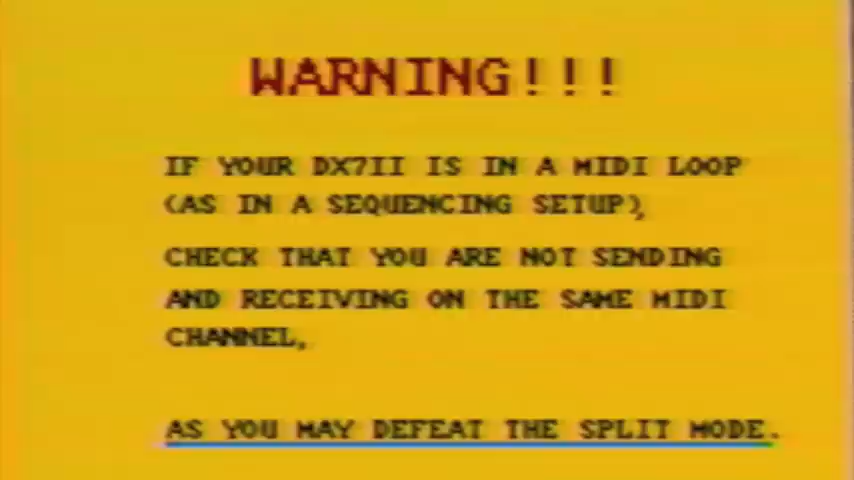 WARNING!!!
IF YOUR DX7II IS IN A MIDI LOOP
(AS IN A SEQUENCING SETUP),
CHECK THAT YOU ARE NOT SENDING
AND RECEIVING ON THE SAME MIDI
CHANNEL,
AS YOU MAY DEFEAT THE SPLIT MODE.